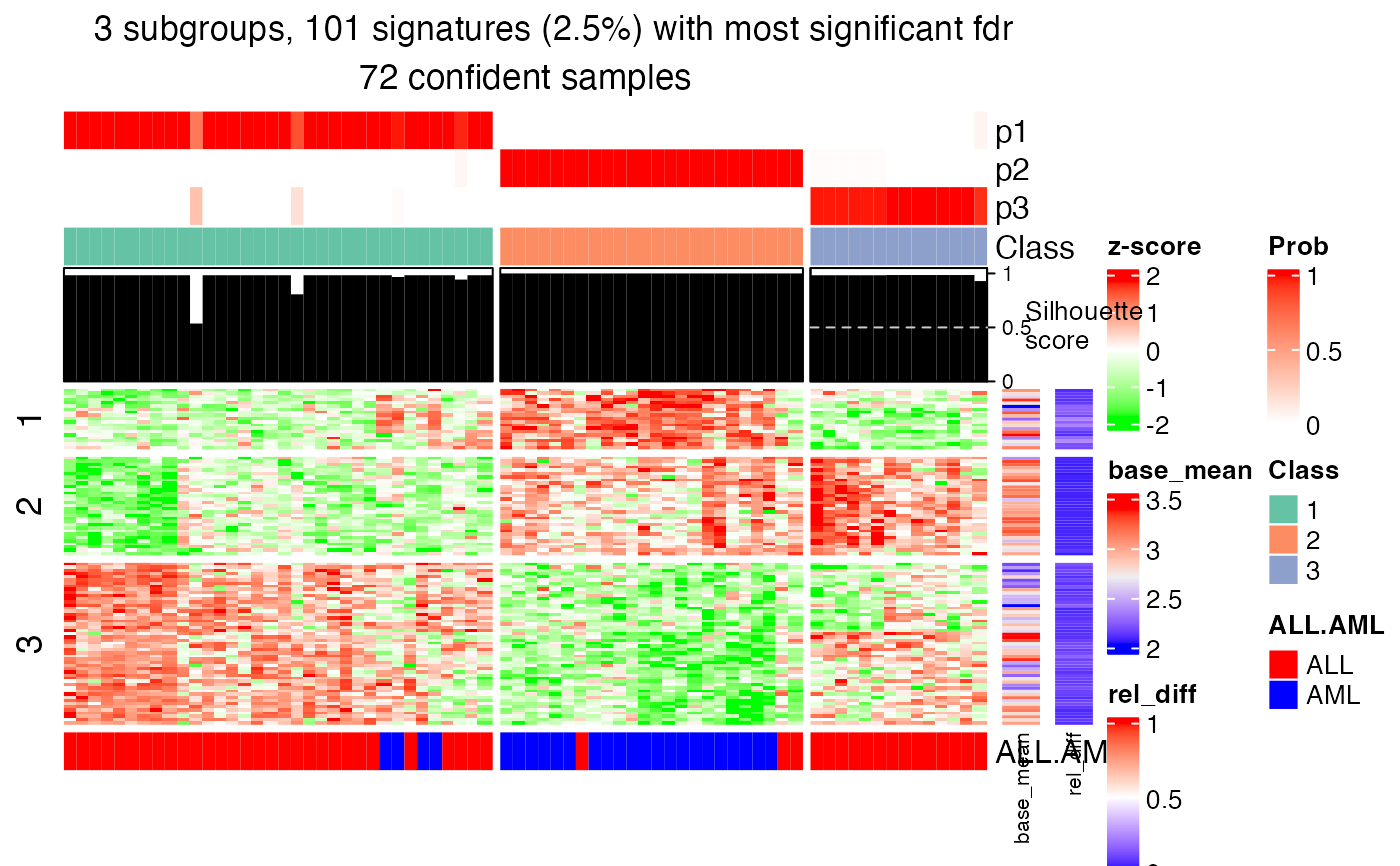 3 subgroups, 101 signatures (2.5%) with most significant fdr
72 confident samples
p1
p2
p3
Class
1
0.5
0
Silhouette
score
1
2
3
ALL.AM
base_mean
rel_diff
z-score
2
1
0
-1
-2
base_mean
3.5
3
2.5
2
rel_diff
1
0.5
Prob
1
0.5
0
Class
1
2
3
ALL.AML
ALL
AML